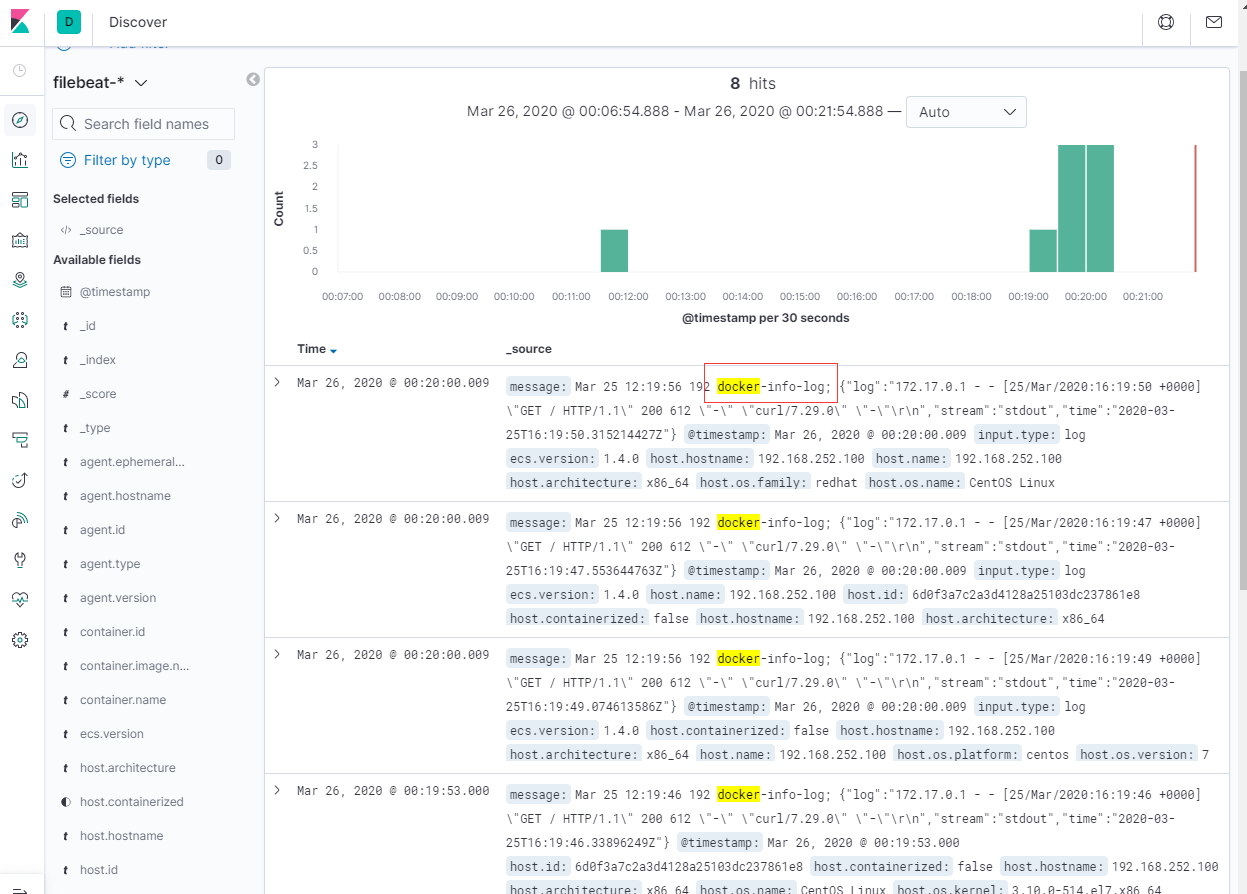 D
Discover
filebeat-*
Search field names
Filter by type
0
Selected fields
_source
Available fields
@timestamp
t _id
t _index
# _score
t _type
t agent.ephemeral...
t agent.hostname
t agent.id
t agent.type
t agent.version
t container.id
t container.image.n...
t container.name
t ecs.version
t host.architecture
host.containerized
t host.hostname
t host.id
8 hits
Mar 26, 2020 @ 00:06:54.888 - Mar 26, 2020 @ 00:21:54.888 —
Auto
Count
3
2.5
2
1.5
1
0.5
0
00:07:00 00:08:00 00:09:00 00:10:00 00:11:00 00:12:00 00:13:00 00:14:00 00:15:00 00:16:00 00:17:00 00:18:00 00:19:00 00:20:00 00:21:00
@timestamp per 30 seconds
Time _source
Mar 26, 2020 @ 00:20:00.009 message: Mar 25 12:19:56 192 docker-info-log; {"log":"172.17.0.1 - - [25/Mar/2020:16:19:50 +0000]
\"GET / HTTP/1.1\" 200 612 \"-\" \"curl/7.29.0\" \"-\"\r\n","stream":"stdout","time":"2020-03-
25T16:19:50.315214427Z"} @timestamp: Mar 26, 2020 @ 00:20:00.009 input.type: log
ecs.version: 1.4.0 host.hostname: 192.168.252.100 host.name: 192.168.252.100
host.architecture: x86_64 host.os.family: redhat host.os.name: CentOS Linux
Mar 26, 2020 @ 00:20:00.009 message: Mar 25 12:19:56 192 docker-info-log; {"log":"172.17.0.1 - - [25/Mar/2020:16:19:47 +0000]
\"GET / HTTP/1.1\" 200 612 \"-\" \"curl/7.29.0\" \"-\"\r\n","stream":"stdout","time":"2020-03-
25T16:19:47.553644763Z"} @timestamp: Mar 26, 2020 @ 00:20:00.009 input.type: log
ecs.version: 1.4.0 host.name: 192.168.252.100 host.id: 6d0f3a7c2a3d4128a25103dc237861e8
host.containerized: false host.hostname: 192.168.252.100 host.architecture: x86_64
Mar 26, 2020 @ 00:20:00.009 message: Mar 25 12:19:56 192 docker-info-log; {"log":"172.17.0.1 - - [25/Mar/2020:16:19:49 +0000]
\"GET / HTTP/1.1\" 200 612 \"-\" \"curl/7.29.0\" \"-\"\r\n","stream":"stdout","time":"2020-03-
25T16:19:49.074613586Z"} @timestamp: Mar 26, 2020 @ 00:20:00.009 input.type: log
ecs.version: 1.4.0 host.containerized: false host.hostname: 192.168.252.100
host.architecture: x86_64 host.name: 192.168.252.100 host.os.platform: centos host.os.version: 7
Mar 26, 2020 @ 00:19:53.000 message: Mar 25 12:19:46 192 docker-info-log; {"log":"172.17.0.1 - - [25/Mar/2020:16:19:46 +0000]
\"GET / HTTP/1.1\" 200 612 \"-\" \"curl/7.29.0\" \"-\"\r\n","stream":"stdout","time":"2020-03-
25T16:19:46.33896249Z"} @timestamp: Mar 26, 2020 @ 00:19:53.000
host.id: 6d0f3a7c2a3d4128a25103dc237861e8 host.containerized: false host.hostname: 192.168.252.100
host.architecture: x86_64 host.os.name: CentOS Linux host.os.kernel: 3.10.0-514.el7.x86_64